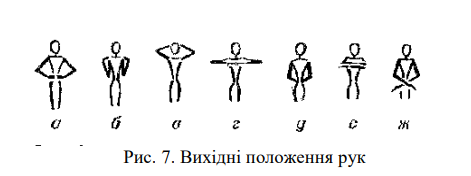 а б в г д е ж
Рис. 7. Вихідні положення рук